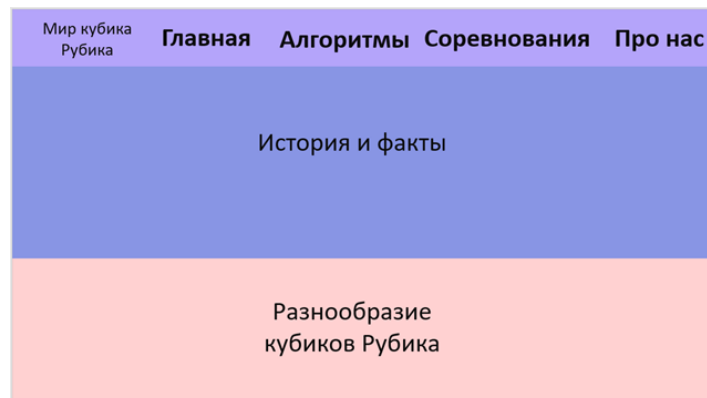 Мир кубика
Рубика
Главная
Алгоритмы
Соревнования
Про нас
История и факты
Разнообразие
кубиков Рубика